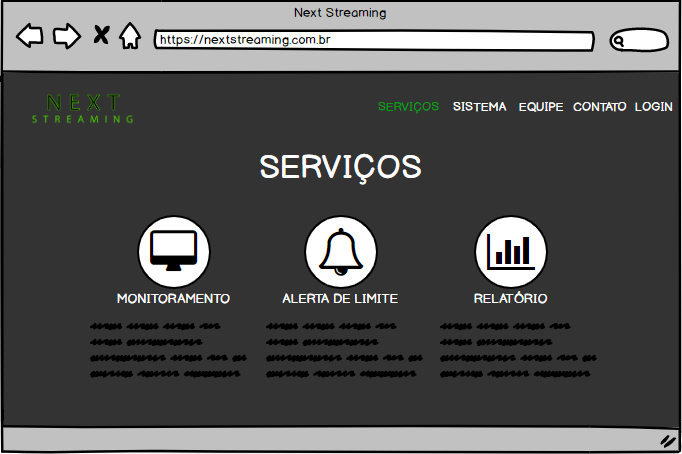 Next Streaming
https://nextstreaming.com.br
NEXT
STREAMING
SERVIÇOS SISTEMA EQUIPE CONTATO LOGIN
SERVIÇOS
MONITORAMENTO ALERTA DE LIMITE RELATÓRIO